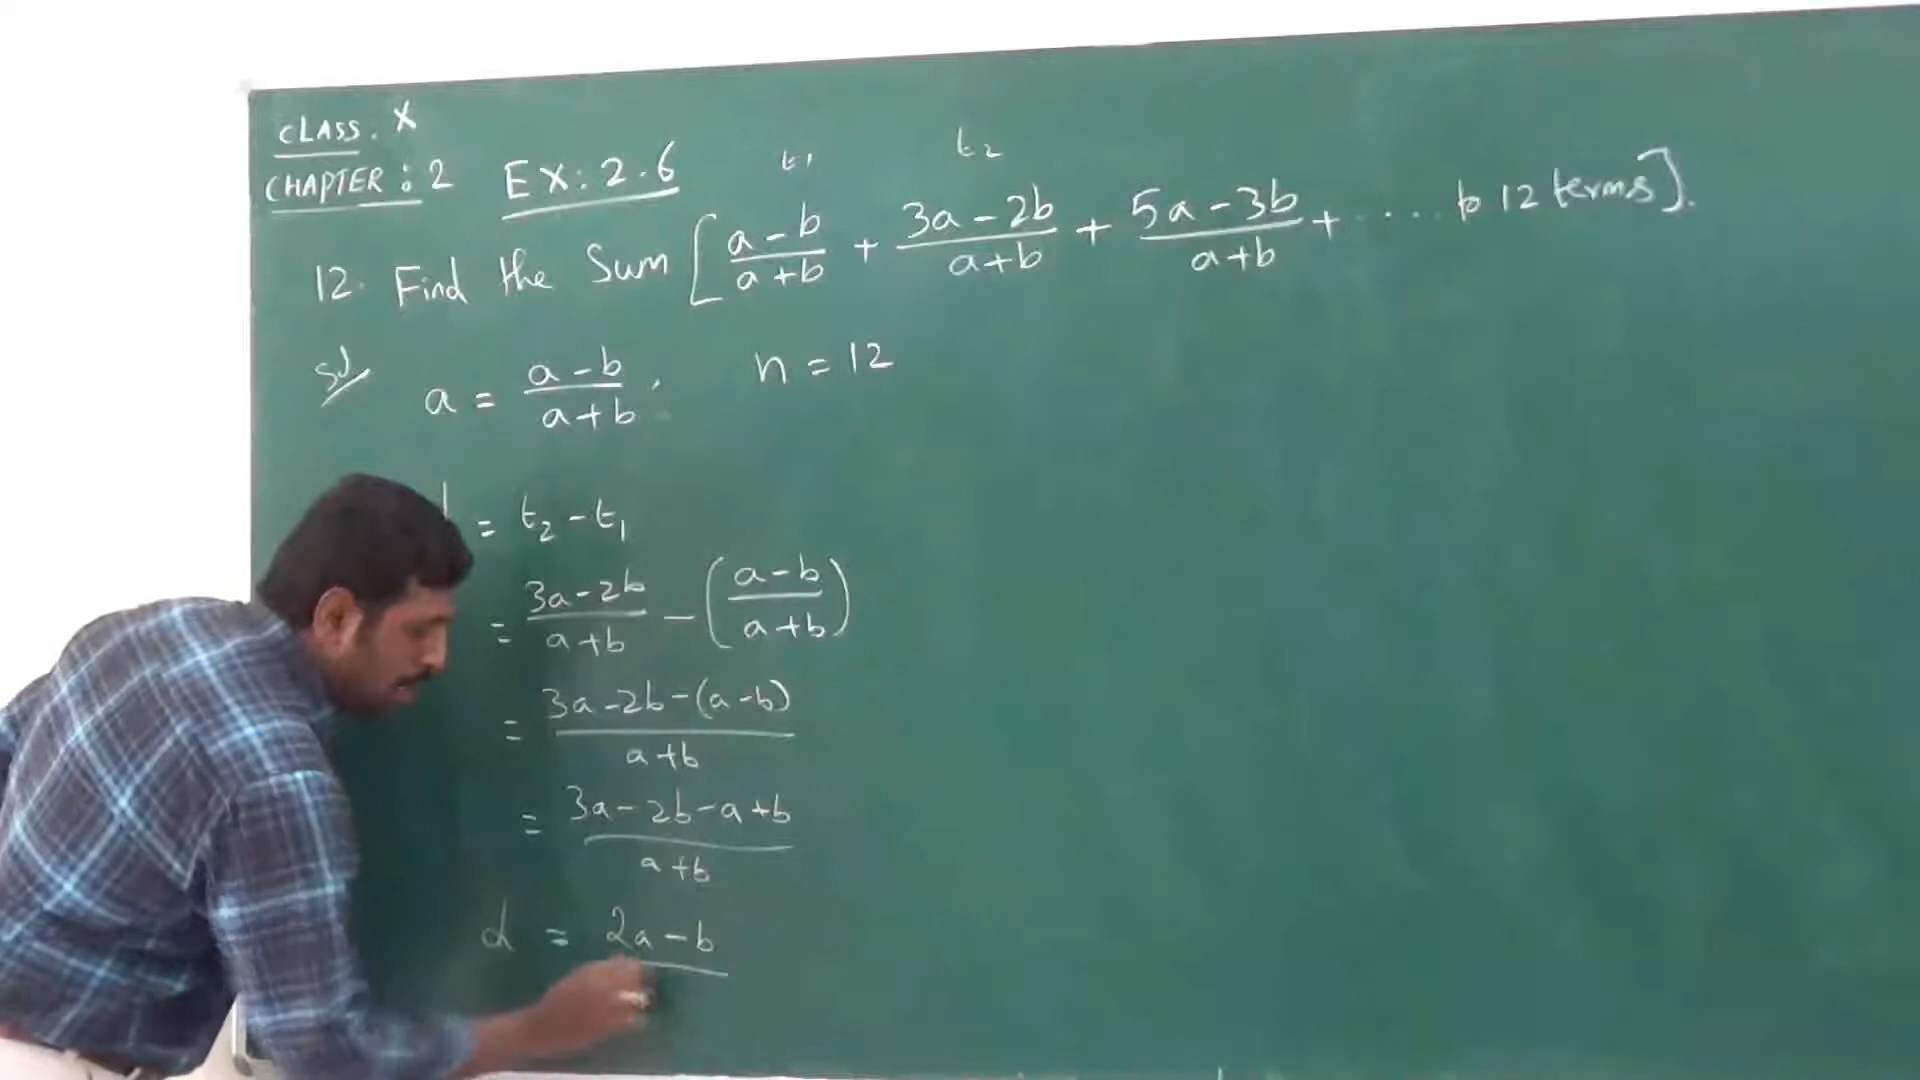 CLASS. X
CHAPTER: 2 EX: 2.6
t₁ t₂
12. Find the Sum [(a-b)/(a+b) + (3a-2b)/(a+b) + (5a-3b)/(a+b) + ..... to 12 terms].
Sol a = (a-b)/(a+b), n = 12
= t₂ - t₁
= (3a-2b)/(a+b) - ((a-b)/(a+b))
= (3a-2b-(a-b))/(a+b)
= (3a-2b-a+b)/(a+b)
d = 2a-b